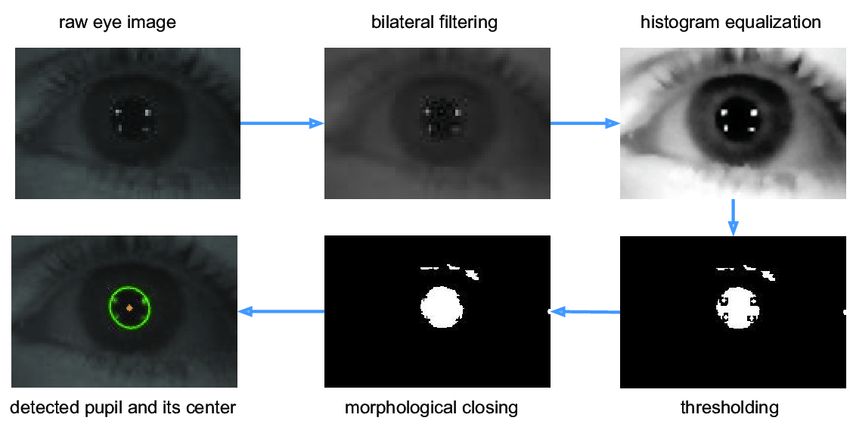 raw eye image
bilateral filtering
histogram equalization
detected pupil and its center
morphological closing
thresholding